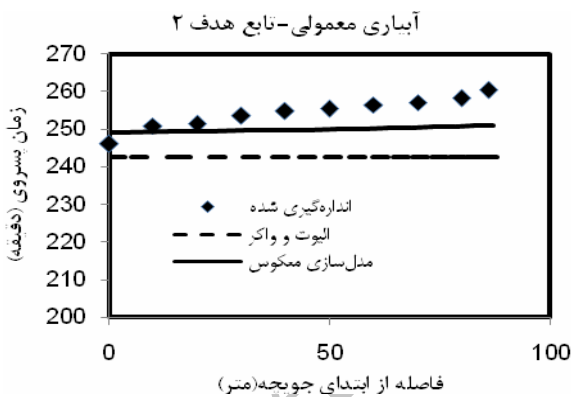 آبیاری معمولی-تابع هدف ۲
زمان پسروی (دقیقه)
270
260
250
240
230
220
210
200
اندازه‌گیری شده
الیوت و واکر
مدل‌سازی معکوس
0
50
100
فاصله از ابتدای جویچه(متر)